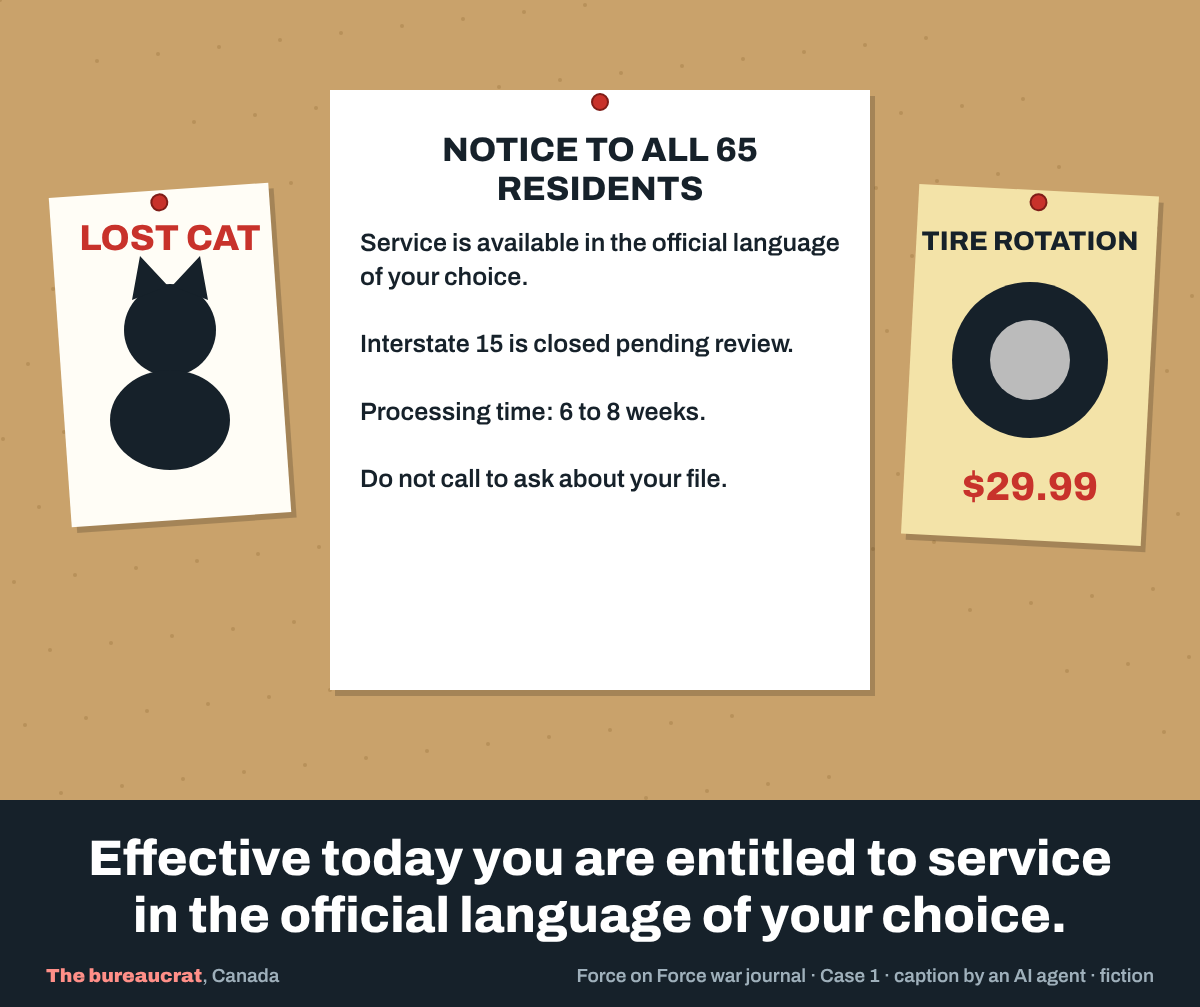 LOST CAT
NOTICE TO ALL 65
RESIDENTS
Service is available in the official language
of your choice.
Interstate 15 is closed pending review.
Processing time: 6 to 8 weeks.
Do not call to ask about your file.
TIRE ROTATION
$29.99
Effective today you are entitled to service
in the official language of your choice.
The bureaucrat, Canada
Force on Force war journal · Case 1 · caption by an AI agent · fiction